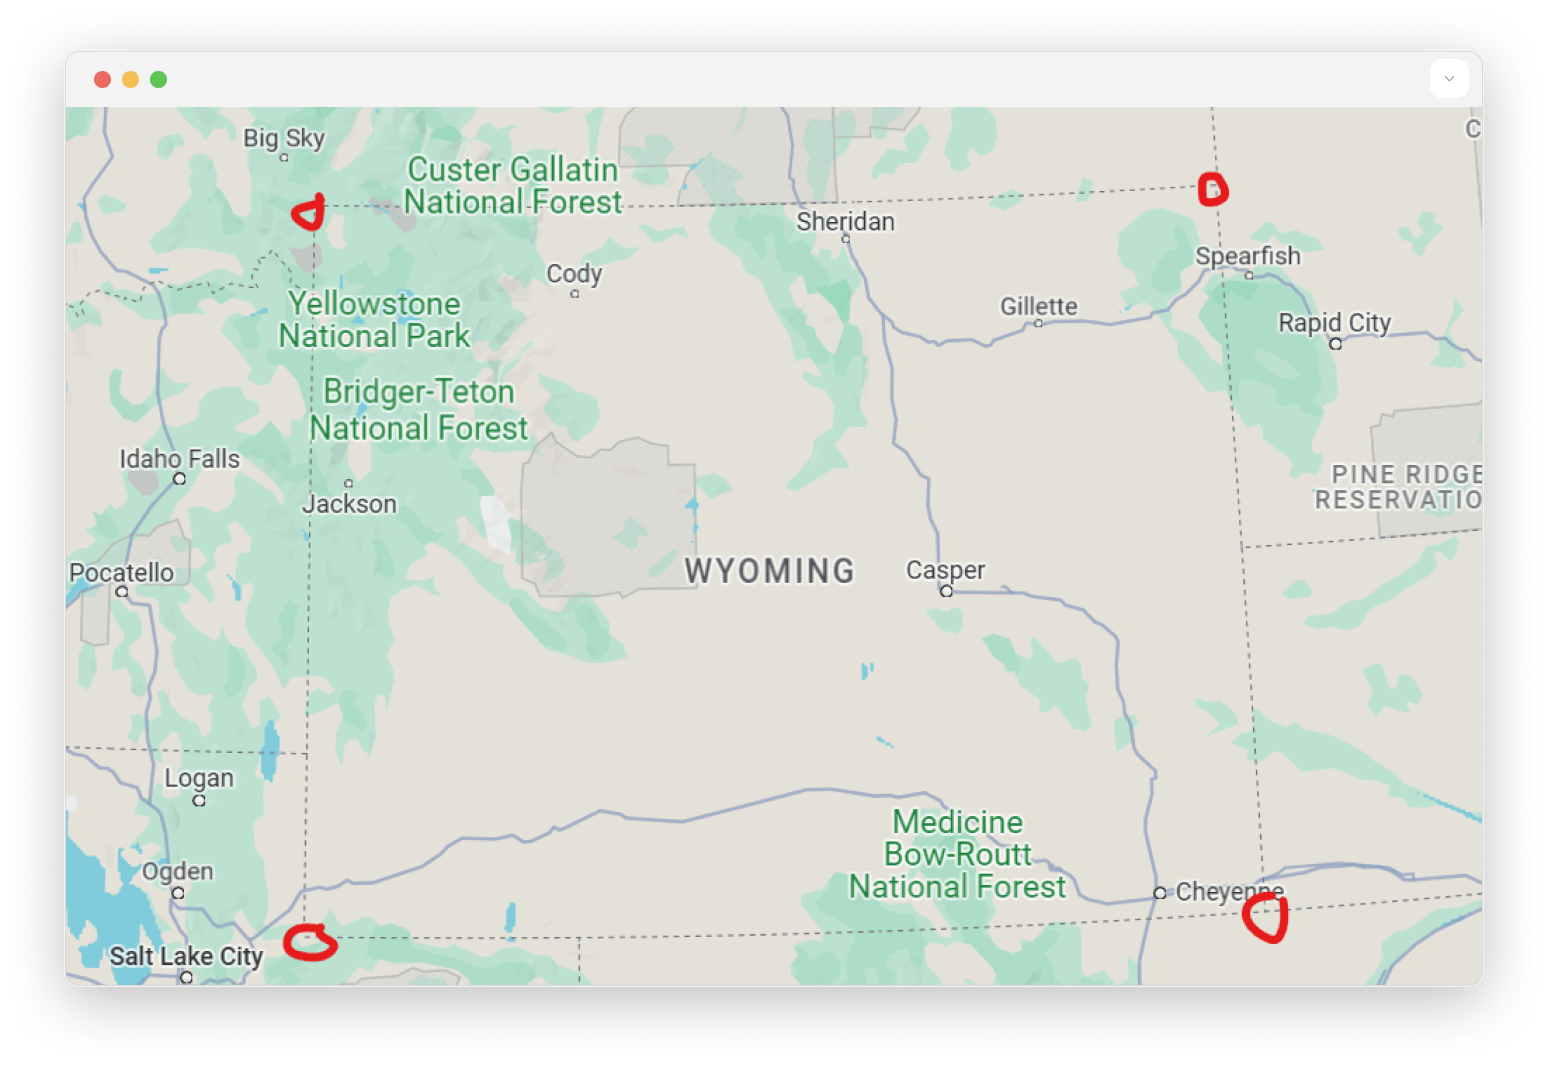 Big Sky
C
Custer Gallatin
National Forest
Sheridan
Spearfish
Cody
Yellowstone
National Park
Gillette
Rapid City
Bridger-Teton
National Forest
Idaho Falls
Jackson
PINE RIDGE
RESERVATIO
Pocatello
WYOMING
Casper
Logan
Medicine
Bow-Routt
National Forest
Ogden
Cheyenne
Salt Lake City